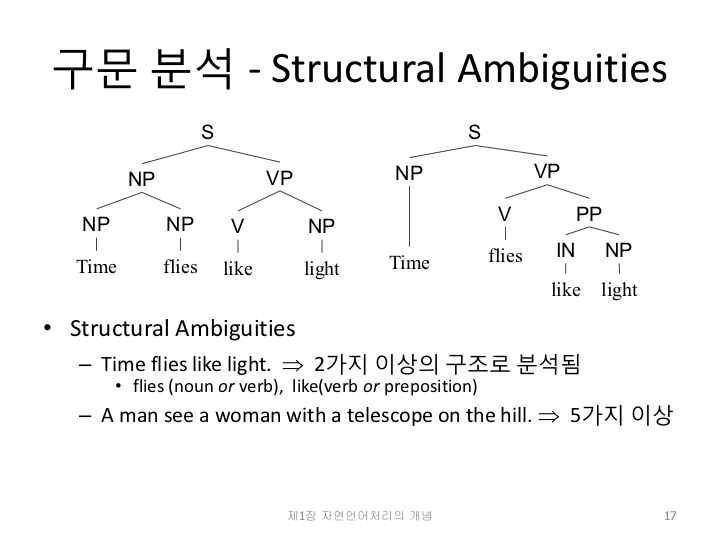 구문 분석 - Structural Ambiguities
S
NP VP
NP NP V NP
Time flies like light
S
NP VP
V PP
Time flies IN NP
like light
• Structural Ambiguities
– Time flies like light. ⇒ 2가지 이상의 구조로 분석됨
• flies (noun or verb), like(verb or preposition)
– A man see a woman with a telescope on the hill. ⇒ 5가지 이상
제1장 자연언어처리의 개념
17